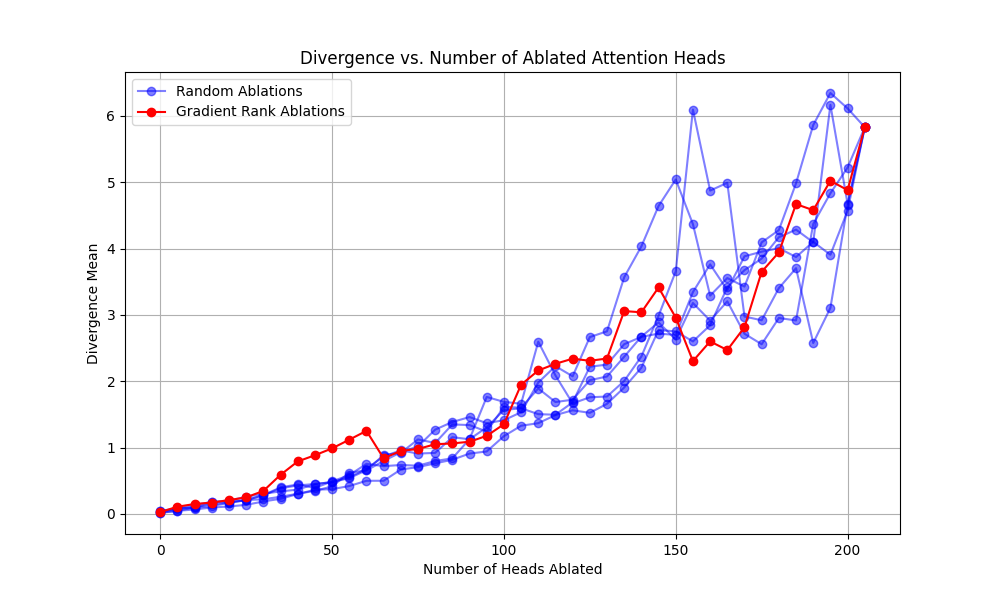 Divergence vs. Number of Ablated Attention Heads
Random Ablations
Gradient Rank Ablations
6
5
4
3
2
1
0
Divergence Mean
0 50 100 150 200
Number of Heads Ablated